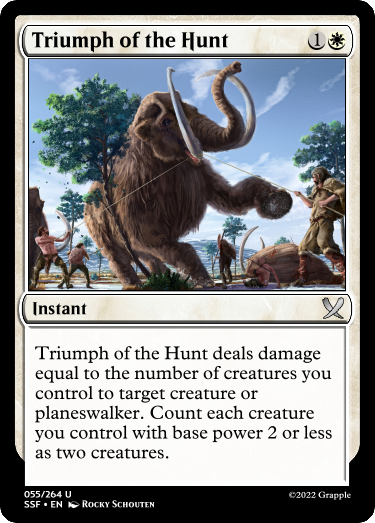 Triumph of the Hunt 1
Instant
Triumph of the Hunt deals damage
equal to the number of creatures you
control to target creature or
planeswalker. Count each creature
you control with base power 2 or less
as two creatures.
055/264 U
SSF • EN Rocky Schouten
©2022 Grapple